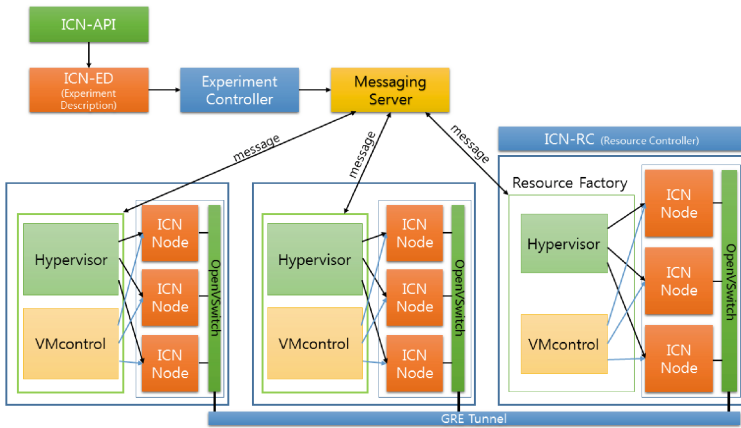 ICN-API
ICN-ED
(Experiment
Description)
Experiment
Controller
Messaging
Server
message
message
message
ICN-RC (Resource Controller)
Hypervisor
VMcontrol
ICN
Node
ICN
Node
ICN
Node
OpenVSwitch
Hypervisor
VMcontrol
ICN
Node
ICN
Node
ICN
Node
OpenVSwitch
Resource Factory
Hypervisor
VMcontrol
ICN
Node
ICN
Node
ICN
Node
OpenVSwitch
GRE Tunnel